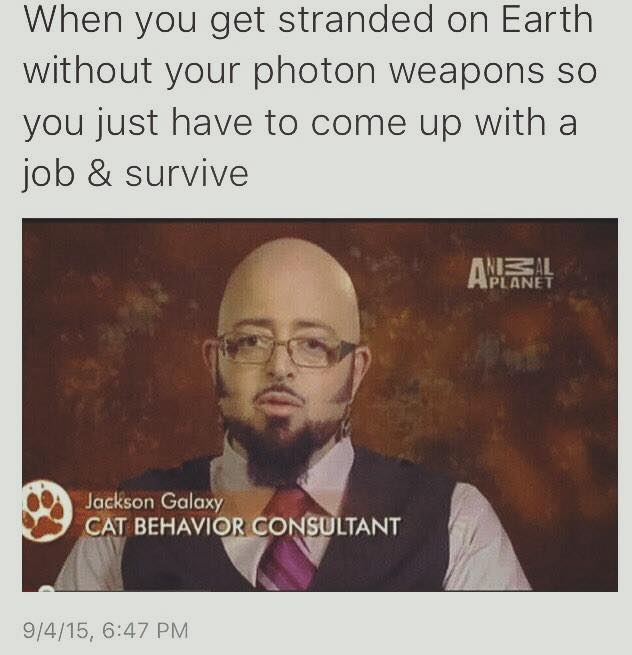 When you get stranded on Earth
without your photon weapons so
you just have to come up with a
job & survive
ANIMAL
PLANET
Jackson Galaxy
CAT BEHAVIOR CONSULTANT
9/4/15, 6:47 PM